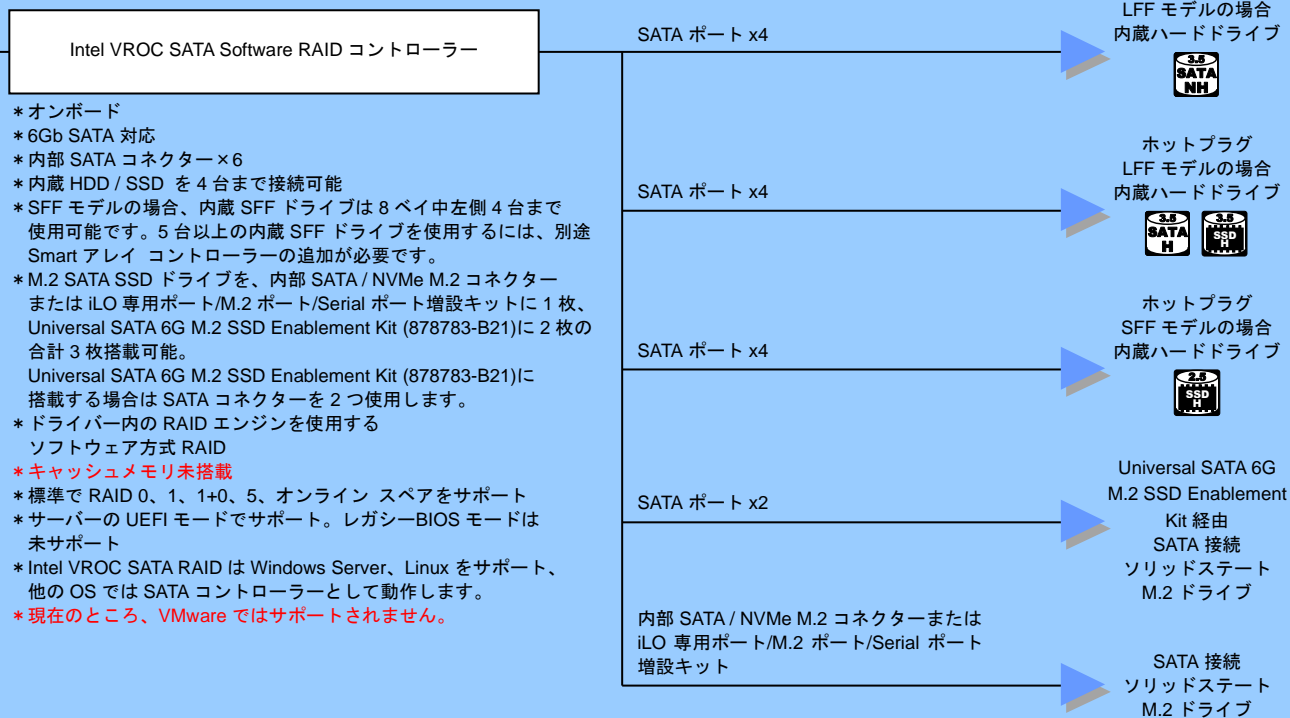 Intel VROC SATA Software RAID コントローラー
＊オンボード
＊6Gb SATA 対応
＊内部 SATA コネクター×6
＊内蔵 HDD / SSD を 4 台まで接続可能
＊SFF モデルの場合、内蔵 SFF ドライブは 8 ベイ中左側 4 台まで
使用可能です。5 台以上の内蔵 SFF ドライブを使用するには、別途
Smart アレイ コントローラーの追加が必要です。
＊M.2 SATA SSD ドライブを、内部 SATA / NVMe M.2 コネクター
または iLO 専用ポート/M.2 ポート/Serial ポート増設キットに 1 枚、
Universal SATA 6G M.2 SSD Enablement Kit (878783-B21)に 2 枚の
合計 3 枚搭載可能。
Universal SATA 6G M.2 SSD Enablement Kit (878783-B21)に
搭載する場合は SATA コネクターを 2 つ使用します。
＊ドライバー内の RAID エンジンを使用する
ソフトウェア方式 RAID
＊キャッシュメモリ未搭載
＊標準で RAID 0、1、1+0、5、オンライン スペアをサポート
＊サーバーの UEFI モードでサポート。レガシーBIOS モードは
未サポート
＊Intel VROC SATA RAID は Windows Server、Linux をサポート、
他の OS では SATA コントローラーとして動作します。
＊現在のところ、VMware ではサポートされません。
SATA ポート x4
LFF モデルの場合
内蔵ハードドライブ
3.5
SATA
NH
SATA ポート x4
ホットプラグ
LFF モデルの場合
内蔵ハードドライブ
3.5
SATA
H
3.5
SSD
H
SATA ポート x4
ホットプラグ
SFF モデルの場合
内蔵ハードドライブ
2.5
SSD
H
SATA ポート x2
Universal SATA 6G
M.2 SSD Enablement
Kit 経由
SATA 接続
ソリッドステート
M.2 ドライブ
内部 SATA / NVMe M.2 コネクターまたは
iLO 専用ポート/M.2 ポート/Serial ポート
増設キット
SATA 接続
ソリッドステート
M.2 ドライブ